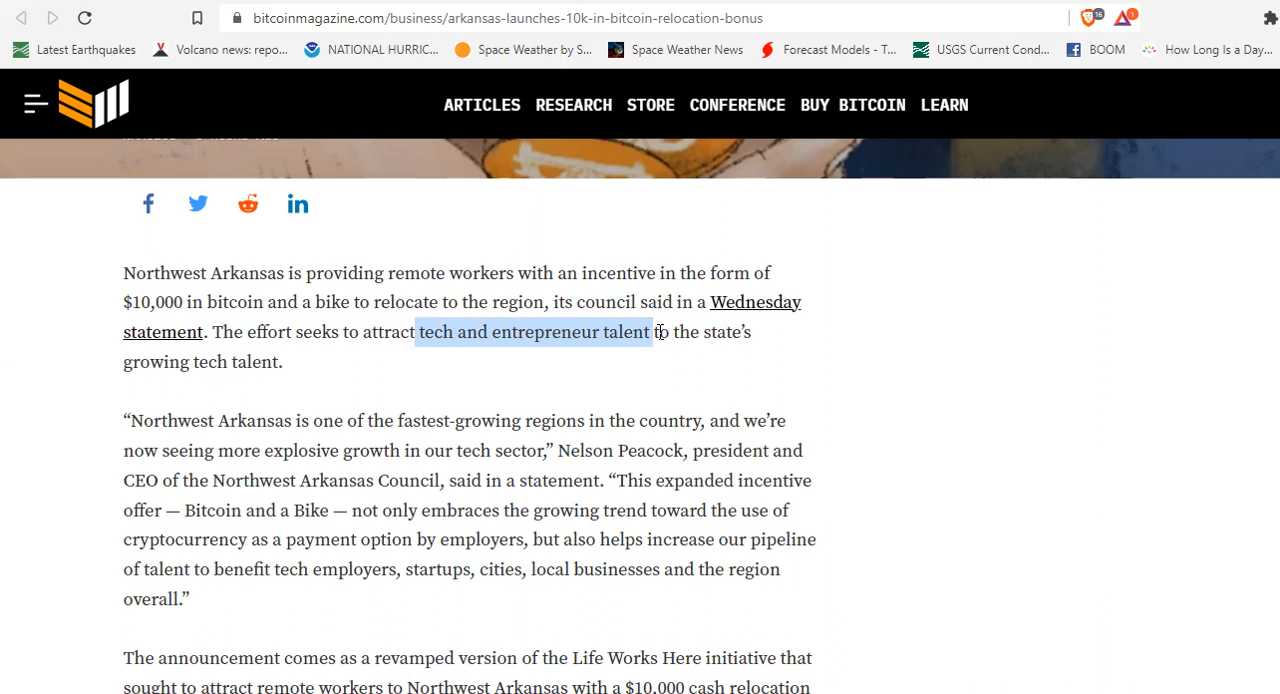 bitcoinmagazine.com/business/arkansas-launches-10k-in-bitcoin-relocation-bonus
16
1
Latest Earthquakes
Volcano news: repo...
NATIONAL HURRIC...
Space Weather by S...
Space Weather News
Forecast Models - T...
USGS Current Cond...
BOOM
How Long Is a Day...
ARTICLES RESEARCH STORE CONFERENCE BUY BITCOIN LEARN
Northwest Arkansas is providing remote workers with an incentive in the form of
$10,000 in bitcoin and a bike to relocate to the region, its council said in a Wednesday
statement. The effort seeks to attract tech and entrepreneur talent to the state’s
growing tech talent.
“Northwest Arkansas is one of the fastest-growing regions in the country, and we’re
now seeing more explosive growth in our tech sector,” Nelson Peacock, president and
CEO of the Northwest Arkansas Council, said in a statement. “This expanded incentive
offer — Bitcoin and a Bike — not only embraces the growing trend toward the use of
cryptocurrency as a payment option by employers, but also helps increase our pipeline
of talent to benefit tech employers, startups, cities, local businesses and the region
overall.”
The announcement comes as a revamped version of the Life Works Here initiative that
sought to attract remote workers to Northwest Arkansas with a $10,000 cash relocation